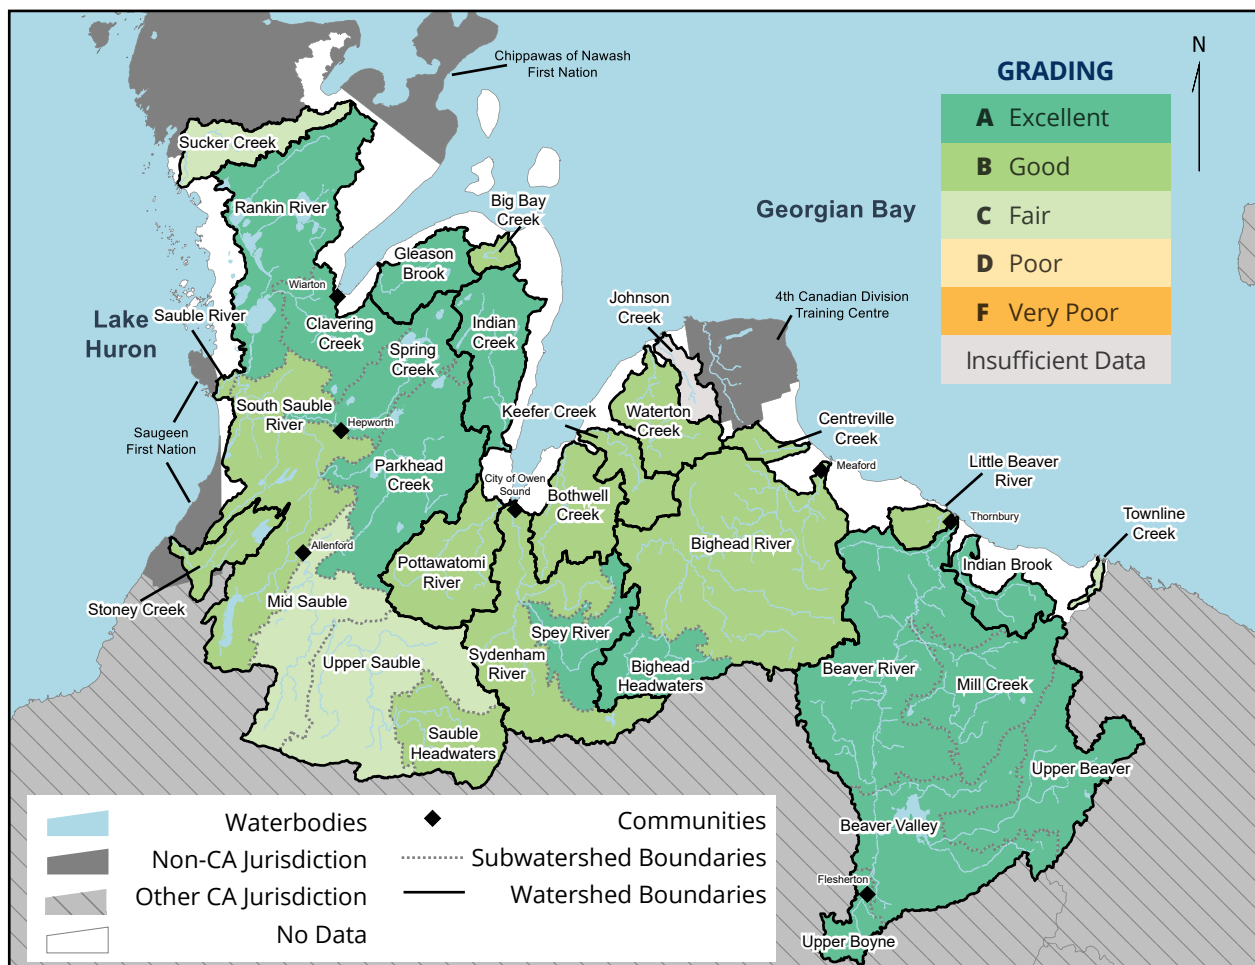 Chippawas of Nawash
First Nation
N
GRADING
A Excellent
B Good
C Fair
D Poor
F Very Poor
Insufficient Data
Sucker Creek
Rankin River
Big Bay
Creek
Georgian Bay
Gleason
Brook
Wiarton
Johnson
Creek
4th Canadian Division
Training Centre
Lake
Huron
Sauble River
Clavering
Creek
Indian
Creek
Spring
Creek
South Sauble
River
Keefer Creek
Waterton
Creek
Centreville
Creek
Hepworth
Saugeen
First Nation
Meaford
Little Beaver
River
Parkhead
Creek
City of Owen
Sound
Bothwell
Creek
Thornbury
Townline
Creek
Bighead River
Allenford
Pottawatomi
River
Indian Brook
Stoney Creek
Mid Sauble
Spey River
Upper Sauble
Sydenham
River
Bighead
Headwaters
Beaver River
Mill Creek
Sauble
Headwaters
Upper Beaver
Beaver Valley
Flesherton
Upper Boyne
Waterbodies
Non-CA Jurisdiction
Other CA Jurisdiction
No Data
Communities
Subwatershed Boundaries
Watershed Boundaries